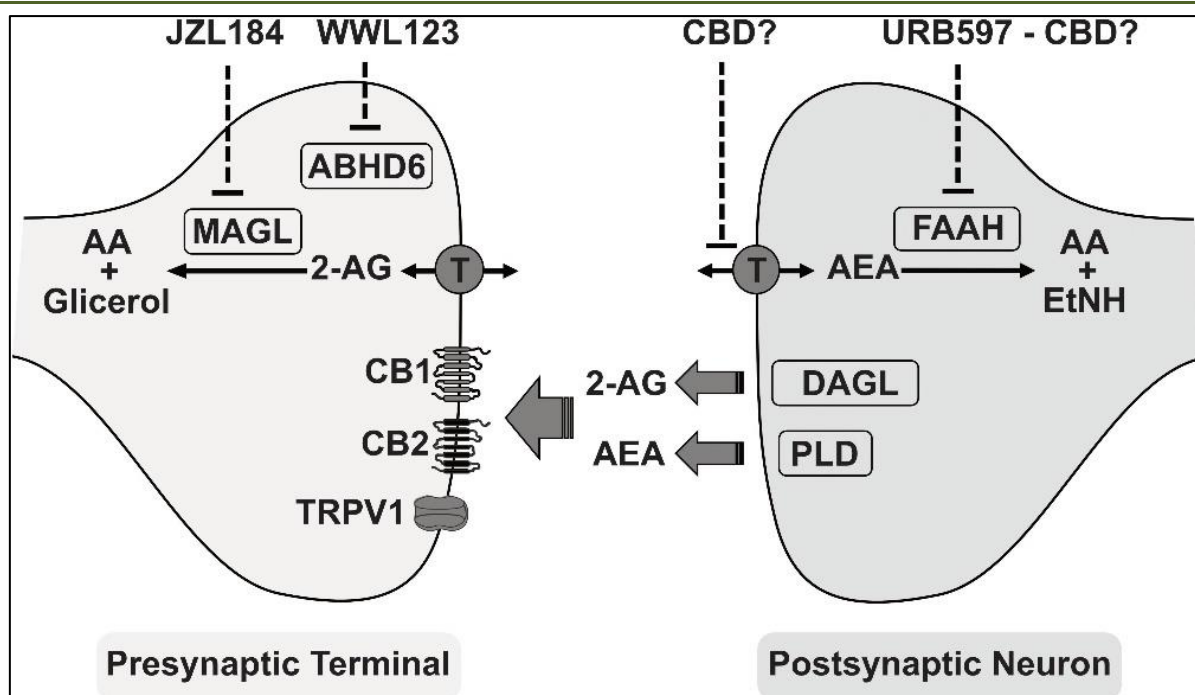 JZL184 WWL123 CBD? URB597 - CBD?
ABHD6
MAGL FAAH
AA
+
Glicerol
2-AG T T AEA
AA
+
EtNH
CB1 2-AG DAGL
CB2 AEA PLD
TRPV1
Presynaptic Terminal Postsynaptic Neuron